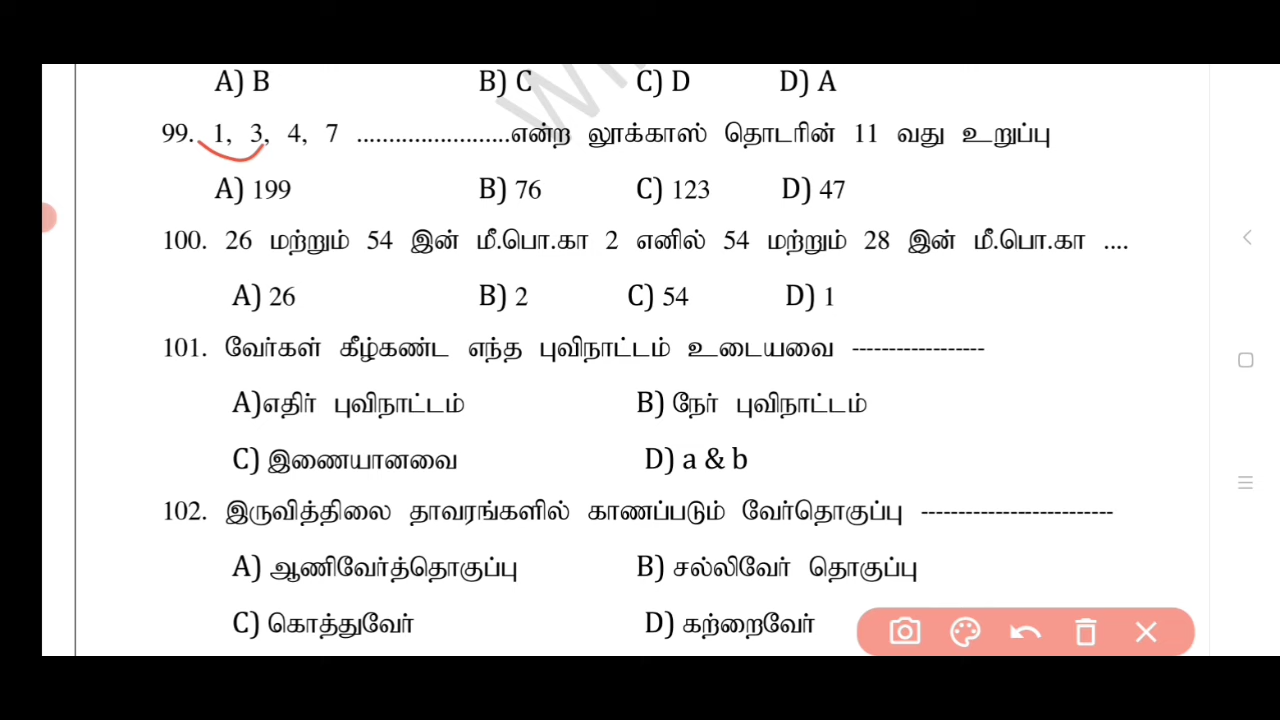 A) B B) C C) D D) A
99. 1, 3, 4, 7 ........................என்ற லூக்காஸ் தொடரின் 11 வது உறுப்பு
A) 199 B) 76 C) 123 D) 47
100. 26 மற்றும் 54 இன் மீ.பொ.கா 2 எனில் 54 மற்றும் 28 இன் மீ.பொ.கா ....
A) 26 B) 2 C) 54 D) 1
101. வேர்கள் கீழ்கண்ட எந்த புவிநாட்டம் உடையவை ------------------
A)எதிர் புவிநாட்டம் B) நேர் புவிநாட்டம்
C) இணையானவை D) a & b
102. இருவித்திலை தாவரங்களில் காணப்படும் வேர்தொகுப்பு --------------------------
A) ஆணிவேர்த்தொகுப்பு B) சல்லிவேர் தொகுப்பு
C) கொத்துவேர் D) கற்றைவேர்